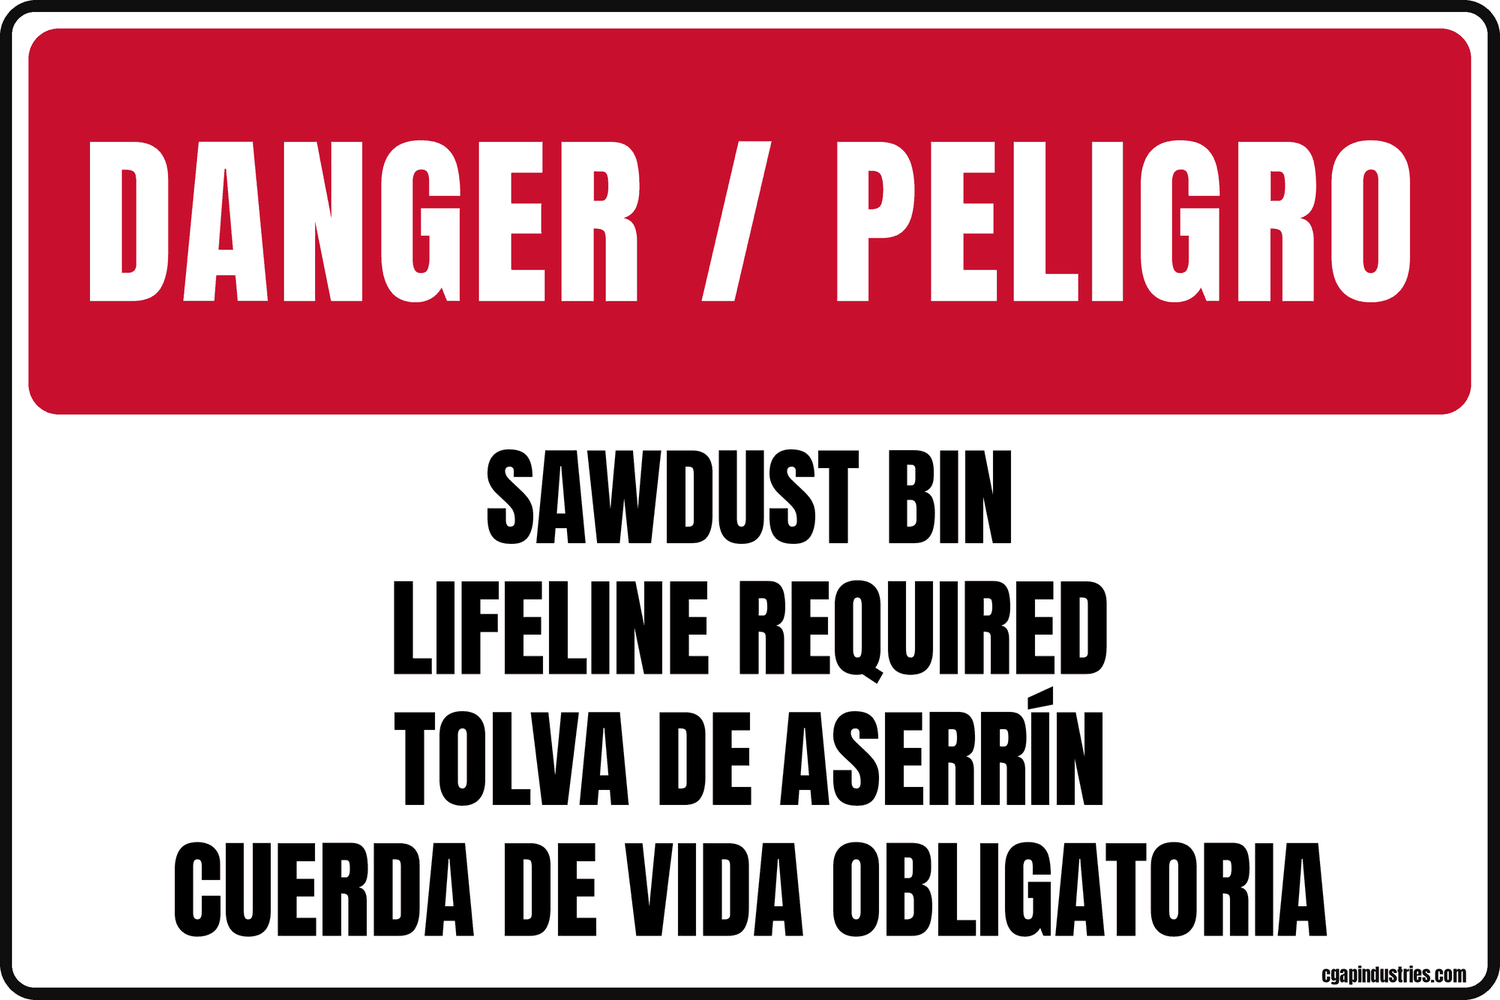 DANGER / PELIGRO
SAWDUST BIN
LIFELINE REQUIRED
TOLVA DE ASERRÍN
CUERDA DE VIDA OBLIGATORIA
cgapindustries.com